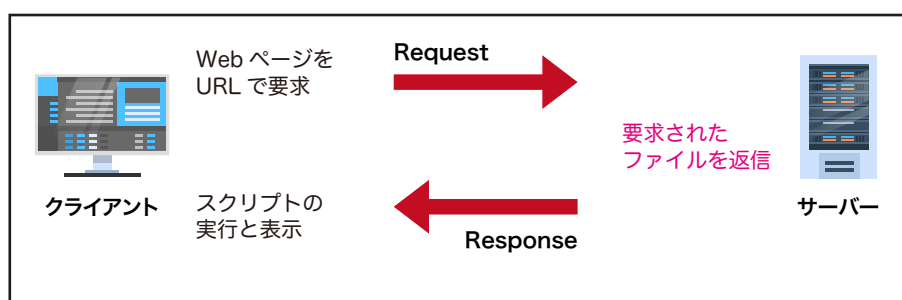 Web ページを
URL で要求
Request
要求された
ファイルを返信
クライアント
スクリプトの
実行と表示
Response
サーバー